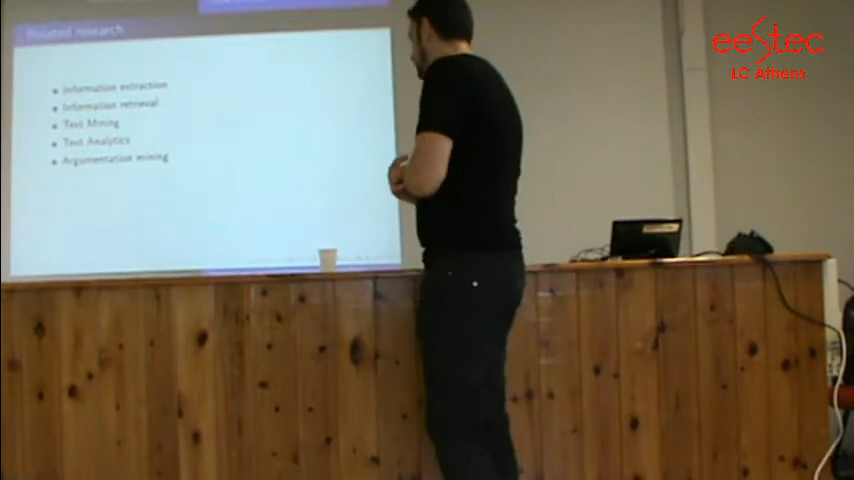 Related research
Information extraction
Information retrieval
Text Mining
Text Analytics
Argumentation mining
eestec
LC Athens